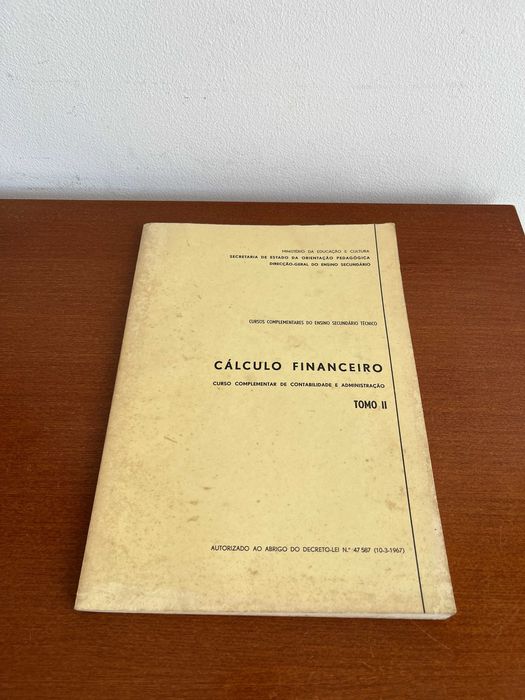 MINISTÉRIO DA EDUCAÇÃO E CULTURA
SECRETARIA DE ESTADO DA ORIENTAÇÃO PEDAGÓGICA
DIRECÇÃO-GERAL DO ENSINO SECUNDÁRIO
CURSOS COMPLEMENTARES DO ENSINO SECUNDÁRIO TÉCNICO
CÁLCULO FINANCEIRO
CURSO COMPLEMENTAR DE CONTABILIDADE E ADMINISTRAÇÃO
TOMO II
AUTORIZADO AO ABRIGO DO DECRETO-LEI N.º 47 587 (10-3-1967)